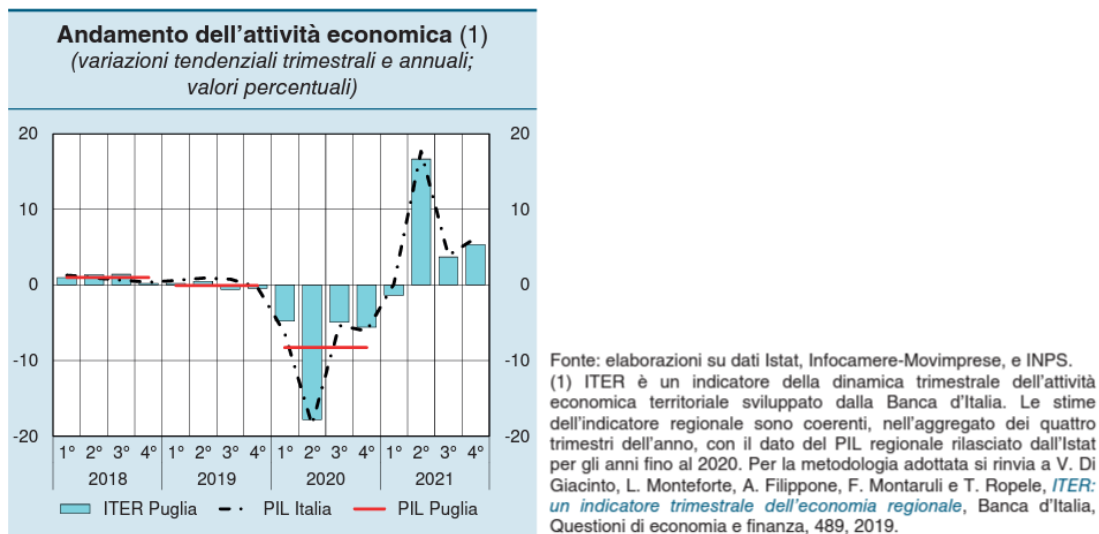 Andamento dell'attività economica (1)
(variazioni tendenziali trimestrali e annuali;
valori percentuali)
20 20
10 10
0 0
-10 -10
-20 -20
1° 2° 3° 4° 1° 2° 3° 4° 1° 2° 3° 4° 1° 2° 3° 4°
2018 2019 2020 2021
ITER Puglia PIL Italia PIL Puglia
Fonte: elaborazioni su dati Istat, Infocamere-Movimprese, e INPS.
(1) ITER è un indicatore della dinamica trimestrale dell'attività
economica territoriale sviluppato dalla Banca d'Italia. Le stime
dell'indicatore regionale sono coerenti, nell'aggregato dei quattro
trimestri dell'anno, con il dato del PIL regionale rilasciato dall'Istat
per gli anni fino al 2020. Per la metodologia adottata si rinvia a V. Di
Giacinto, L. Monteforte, A. Filippone, F. Montaruli e T. Ropele, ITER:
un indicatore trimestrale dell'economia regionale, Banca d'Italia,
Questioni di economia e finanza, 489, 2019.